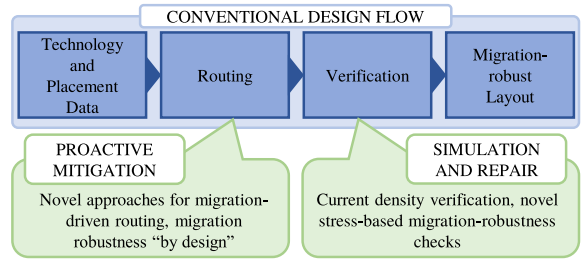 CONVENTIONAL DESIGN FLOW
Technology
and
Placement
Data
Routing
Verification
Migration-
robust
Layout
PROACTIVE
MITIGATION
Novel approaches for migration-
driven routing, migration
robustness “by design”
SIMULATION
AND REPAIR
Current density verification, novel
stress-based migration-robustness
checks